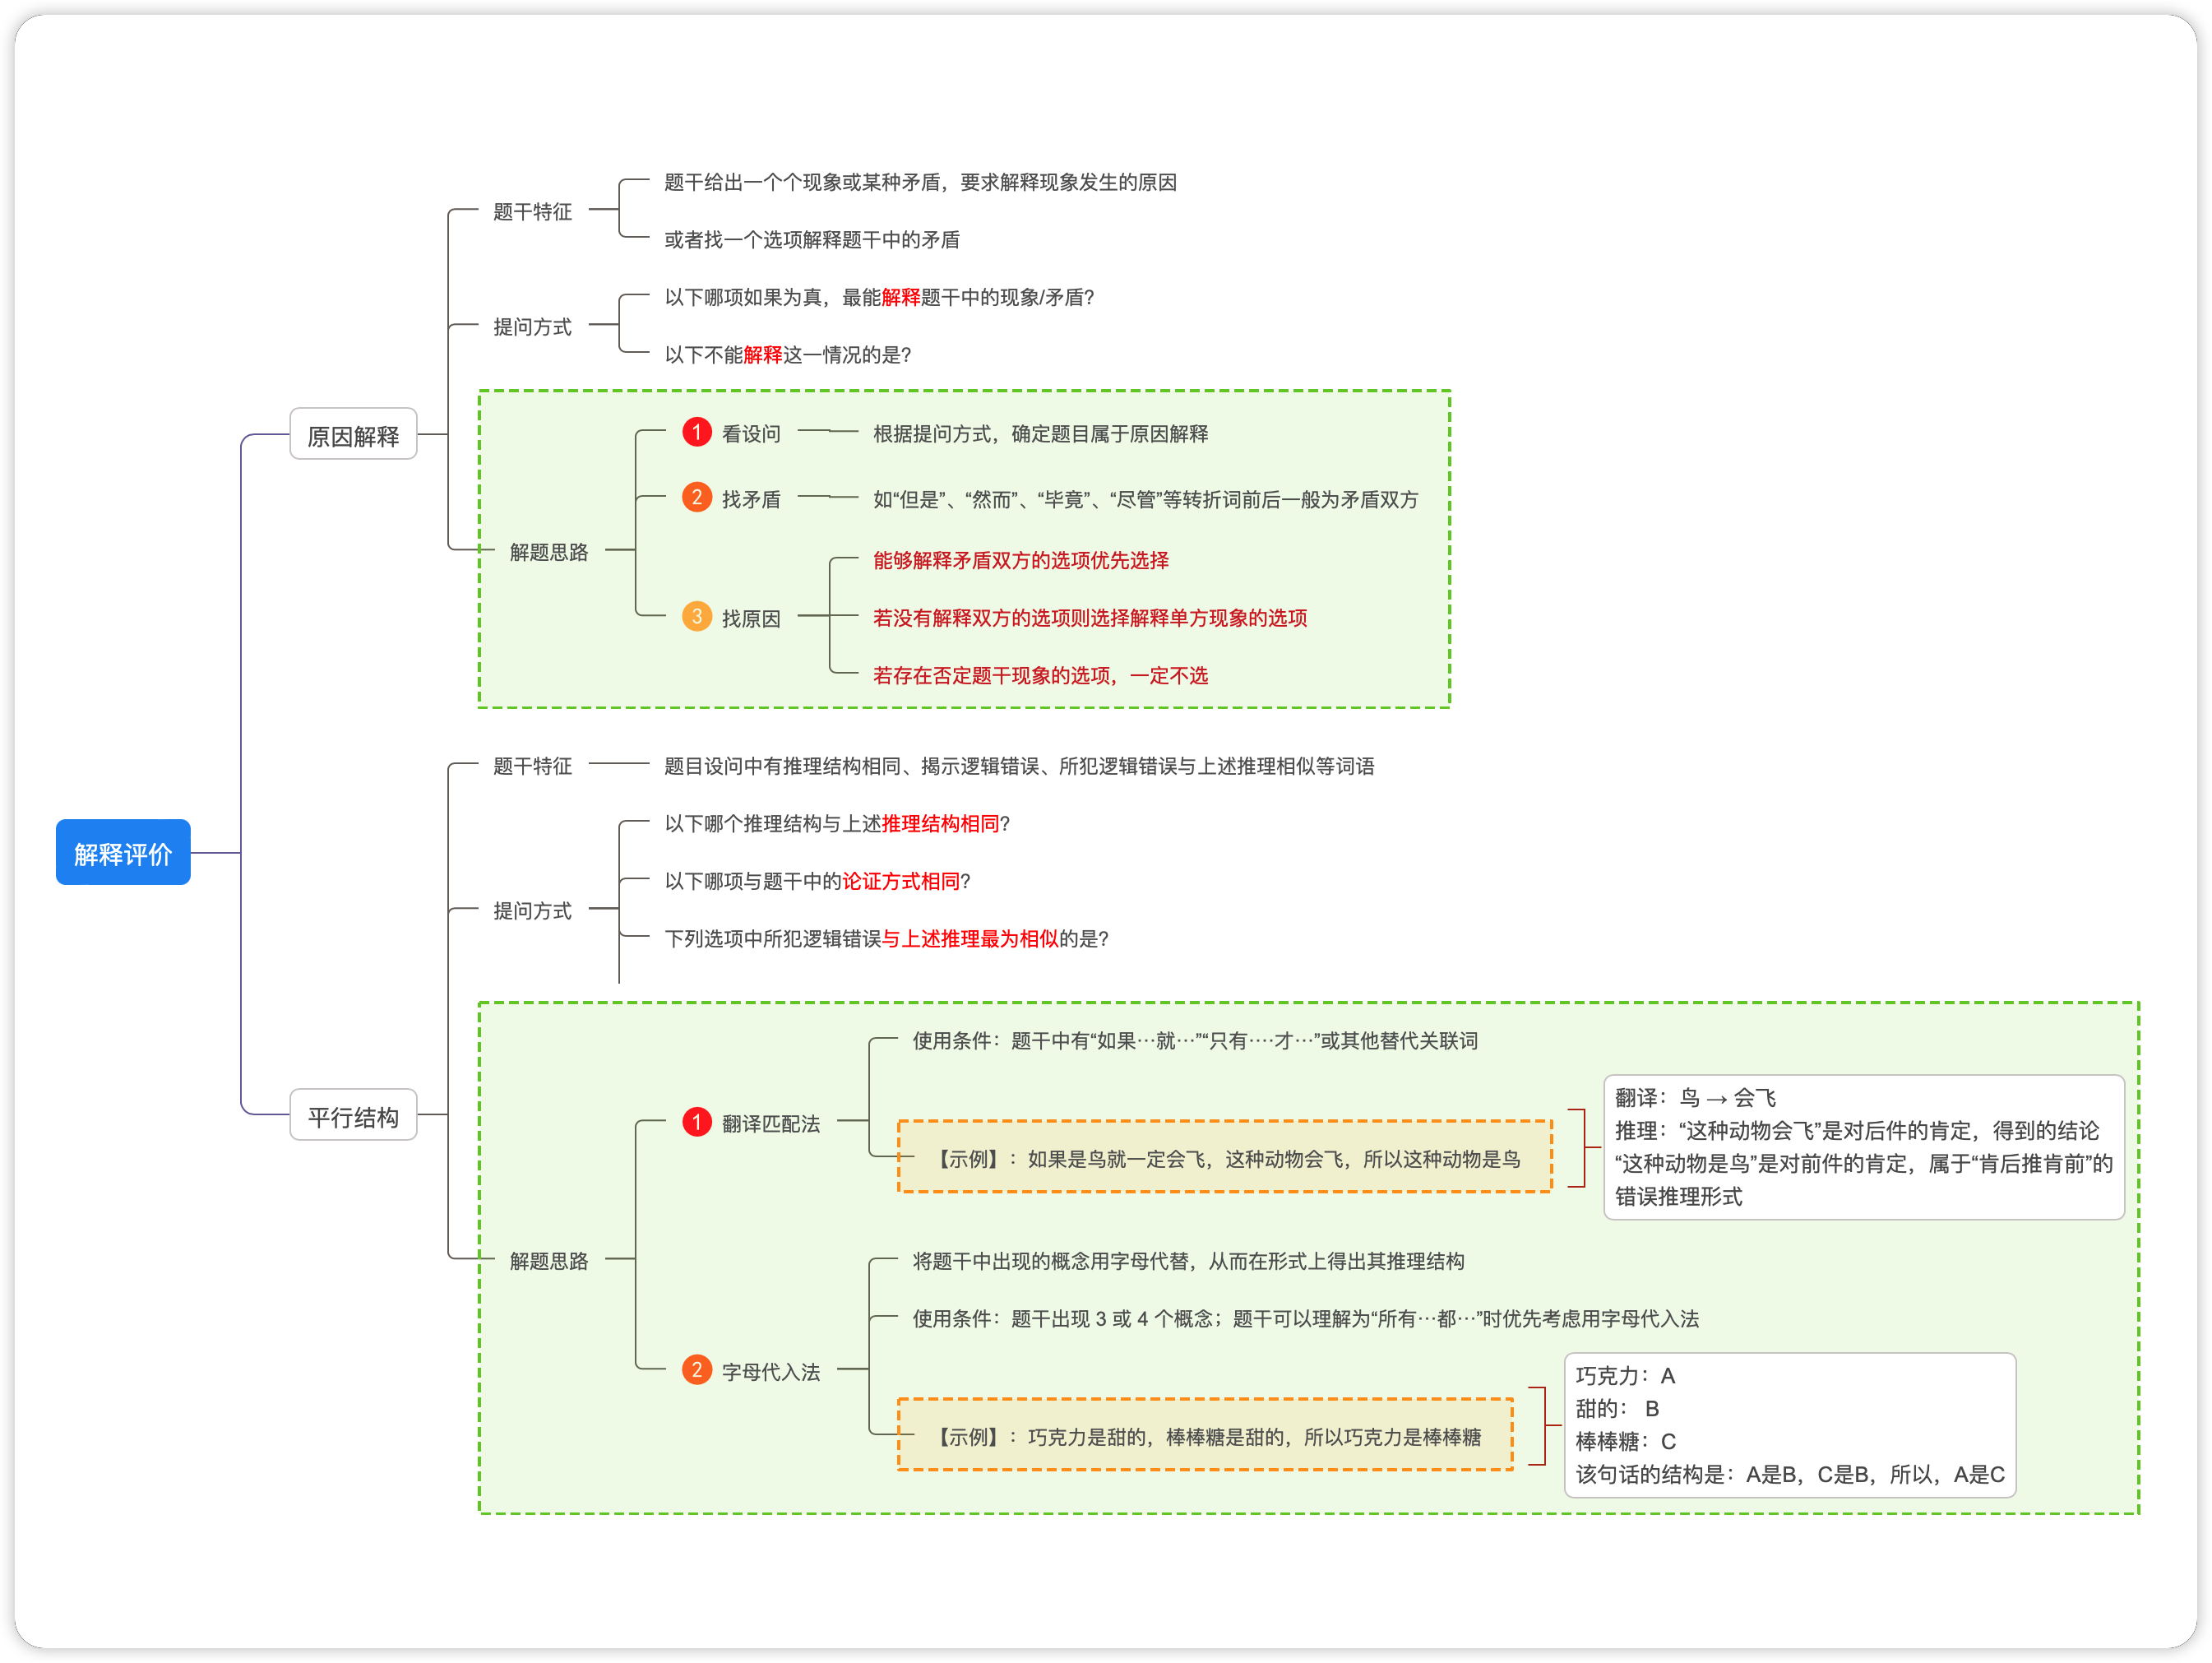 解释评价
原因解释
题干特征
题干给出一个个现象或某种矛盾，要求解释现象发生的原因
或者找一个选项解释题干中的矛盾
提问方式
以下哪项如果为真，最能解释题干中的现象/矛盾?
以下不能解释这一情况的是?
解题思路
1 看设问
根据提问方式，确定题目属于原因解释
2 找矛盾
如“但是”、“然而”、“毕竟”、“尽管”等转折词前后一般为矛盾双方
3 找原因
能够解释矛盾双方的选项优先选择
若没有解释双方的选项则选择解释单方现象的选项
若存在否定题干现象的选项，一定不选
平行结构
题干特征
题目设问中有推理结构相同、揭示逻辑错误、所犯逻辑错误与上述推理相似等词语
提问方式
以下哪个推理结构与上述推理结构相同?
以下哪项与题干中的论证方式相同?
下列选项中所犯逻辑错误与上述推理最为相似的是?
解题思路
1 翻译匹配法
使用条件：题干中有“如果…就…”“只有….才…”或其他替代关联词
【示例】：如果是鸟就一定会飞，这种动物会飞，所以这种动物是鸟
翻译：鸟 → 会飞
推理：“这种动物会飞”是对后件的肯定，得到的结论
“这种动物是鸟”是对前件的肯定，属于“肯后推肯前”的
错误推理形式
2 字母代入法
将题干中出现的概念用字母代替，从而在形式上得出其推理结构
使用条件：题干出现 3 或 4 个概念；题干可以理解为“所有…都…”时优先考虑用字母代入法
【示例】：巧克力是甜的，棒棒糖是甜的，所以巧克力是棒棒糖
巧克力：A
甜的： B
棒棒糖：C
该句话的结构是：A是B，C是B，所以，A是C